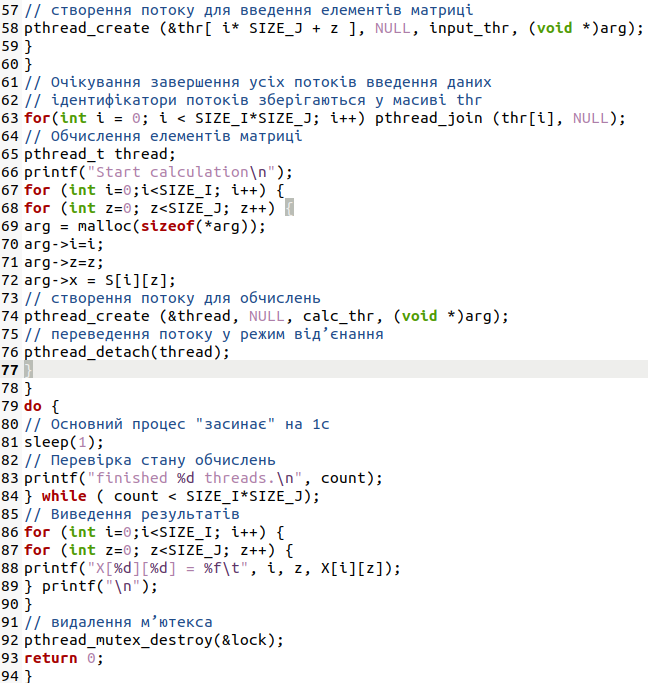 57 // створення потоку для введення елементів матриці
58 pthread_create (&thr[ i* SIZE_J + z ], NULL, input_thr, (void *)arg);
59 }
60 }
61 // Очікування завершення усіх потоків введення даних
62 // ідентифікатори потоків зберігаються у масиві thr
63 for(int i = 0; i < SIZE_I*SIZE_J; i++) pthread_join (thr[i], NULL);
64 // Обчислення елементів матриці
65 pthread_t thread;
66 printf("Start calculation\n");
67 for (int i=0;i<SIZE_I; i++) {
68 for (int z=0; z<SIZE_J; z++) {
69 arg = malloc(sizeof(*arg));
70 arg->i=i;
71 arg->z=z;
72 arg->x = S[i][z];
73 // створення потоку для обчислень
74 pthread_create (&thread, NULL, calc_thr, (void *)arg);
75 // переведення потоку у режим від’єнання
76 pthread_detach(thread);
77 }
78 }
79 do {
80 // Основний процес "засинає" на 1с
81 sleep(1);
82 // Перевірка стану обчислень
83 printf("finished %d threads.\n", count);
84 } while ( count < SIZE_I*SIZE_J);
85 // Виведення результатів
86 for (int i=0;i<SIZE_I; i++) {
87 for (int z=0; z<SIZE_J; z++) {
88 printf("X[%d][%d] = %f\t", i, z, X[i][z]);
89 } printf("\n");
90 }
91 // видалення м’ютекса
92 pthread_mutex_destroy(&lock);
93 return 0;
94 }